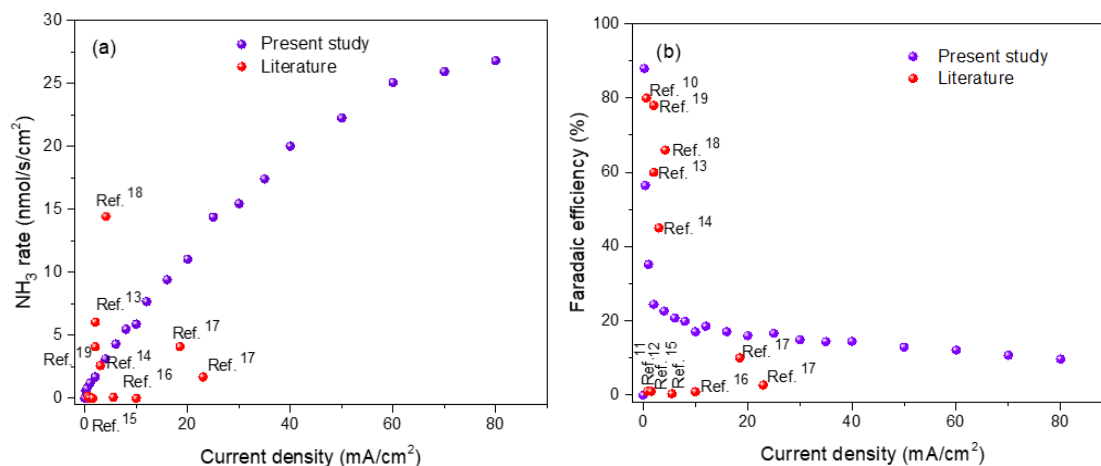 (a)
Present study
Literature
Ref. 18
Ref. 13
Ref. 17
Ref. 19
Ref. 14
Ref. 17
Ref. 16
Ref. 15
NH3 rate (nmol/s/cm2)
30
25
20
15
10
5
0
0 20 40 60 80
Current density (mA/cm2)
(b)
Present study
Literature
Ref. 10
Ref. 19
Ref. 18
Ref. 13
Ref. 14
Ref. 11
Ref. 12
Ref. 15
Ref. 17
Ref. 16
Ref. 17
Faradaic efficiency (%)
100
80
60
40
20
0
0 20 40 60 80
Current density (mA/cm2)